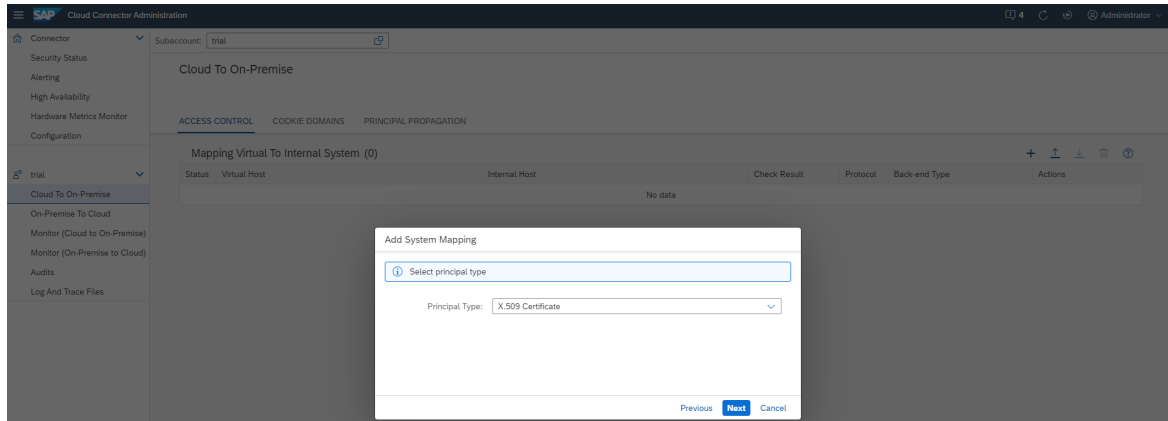 SAP Cloud Connector Administration 4 Administrator
Connector
Security Status
Alerting
High Availability
Hardware Metrics Monitor
Configuration
trial
Cloud To On-Premise
On-Premise To Cloud
Monitor (Cloud to On-Premise)
Monitor (On-Premise to Cloud)
Audits
Log And Trace Files
Subaccount: trial
Cloud To On-Premise
ACCESS CONTROL COOKIE DOMAINS PRINCIPAL PROPAGATION
Mapping Virtual To Internal System (0)
Status Virtual Host Internal Host Check Result Protocol Back-end Type Actions
No data
Add System Mapping
Select principal type
Principal Type: X.509 Certificate
Previous Next Cancel